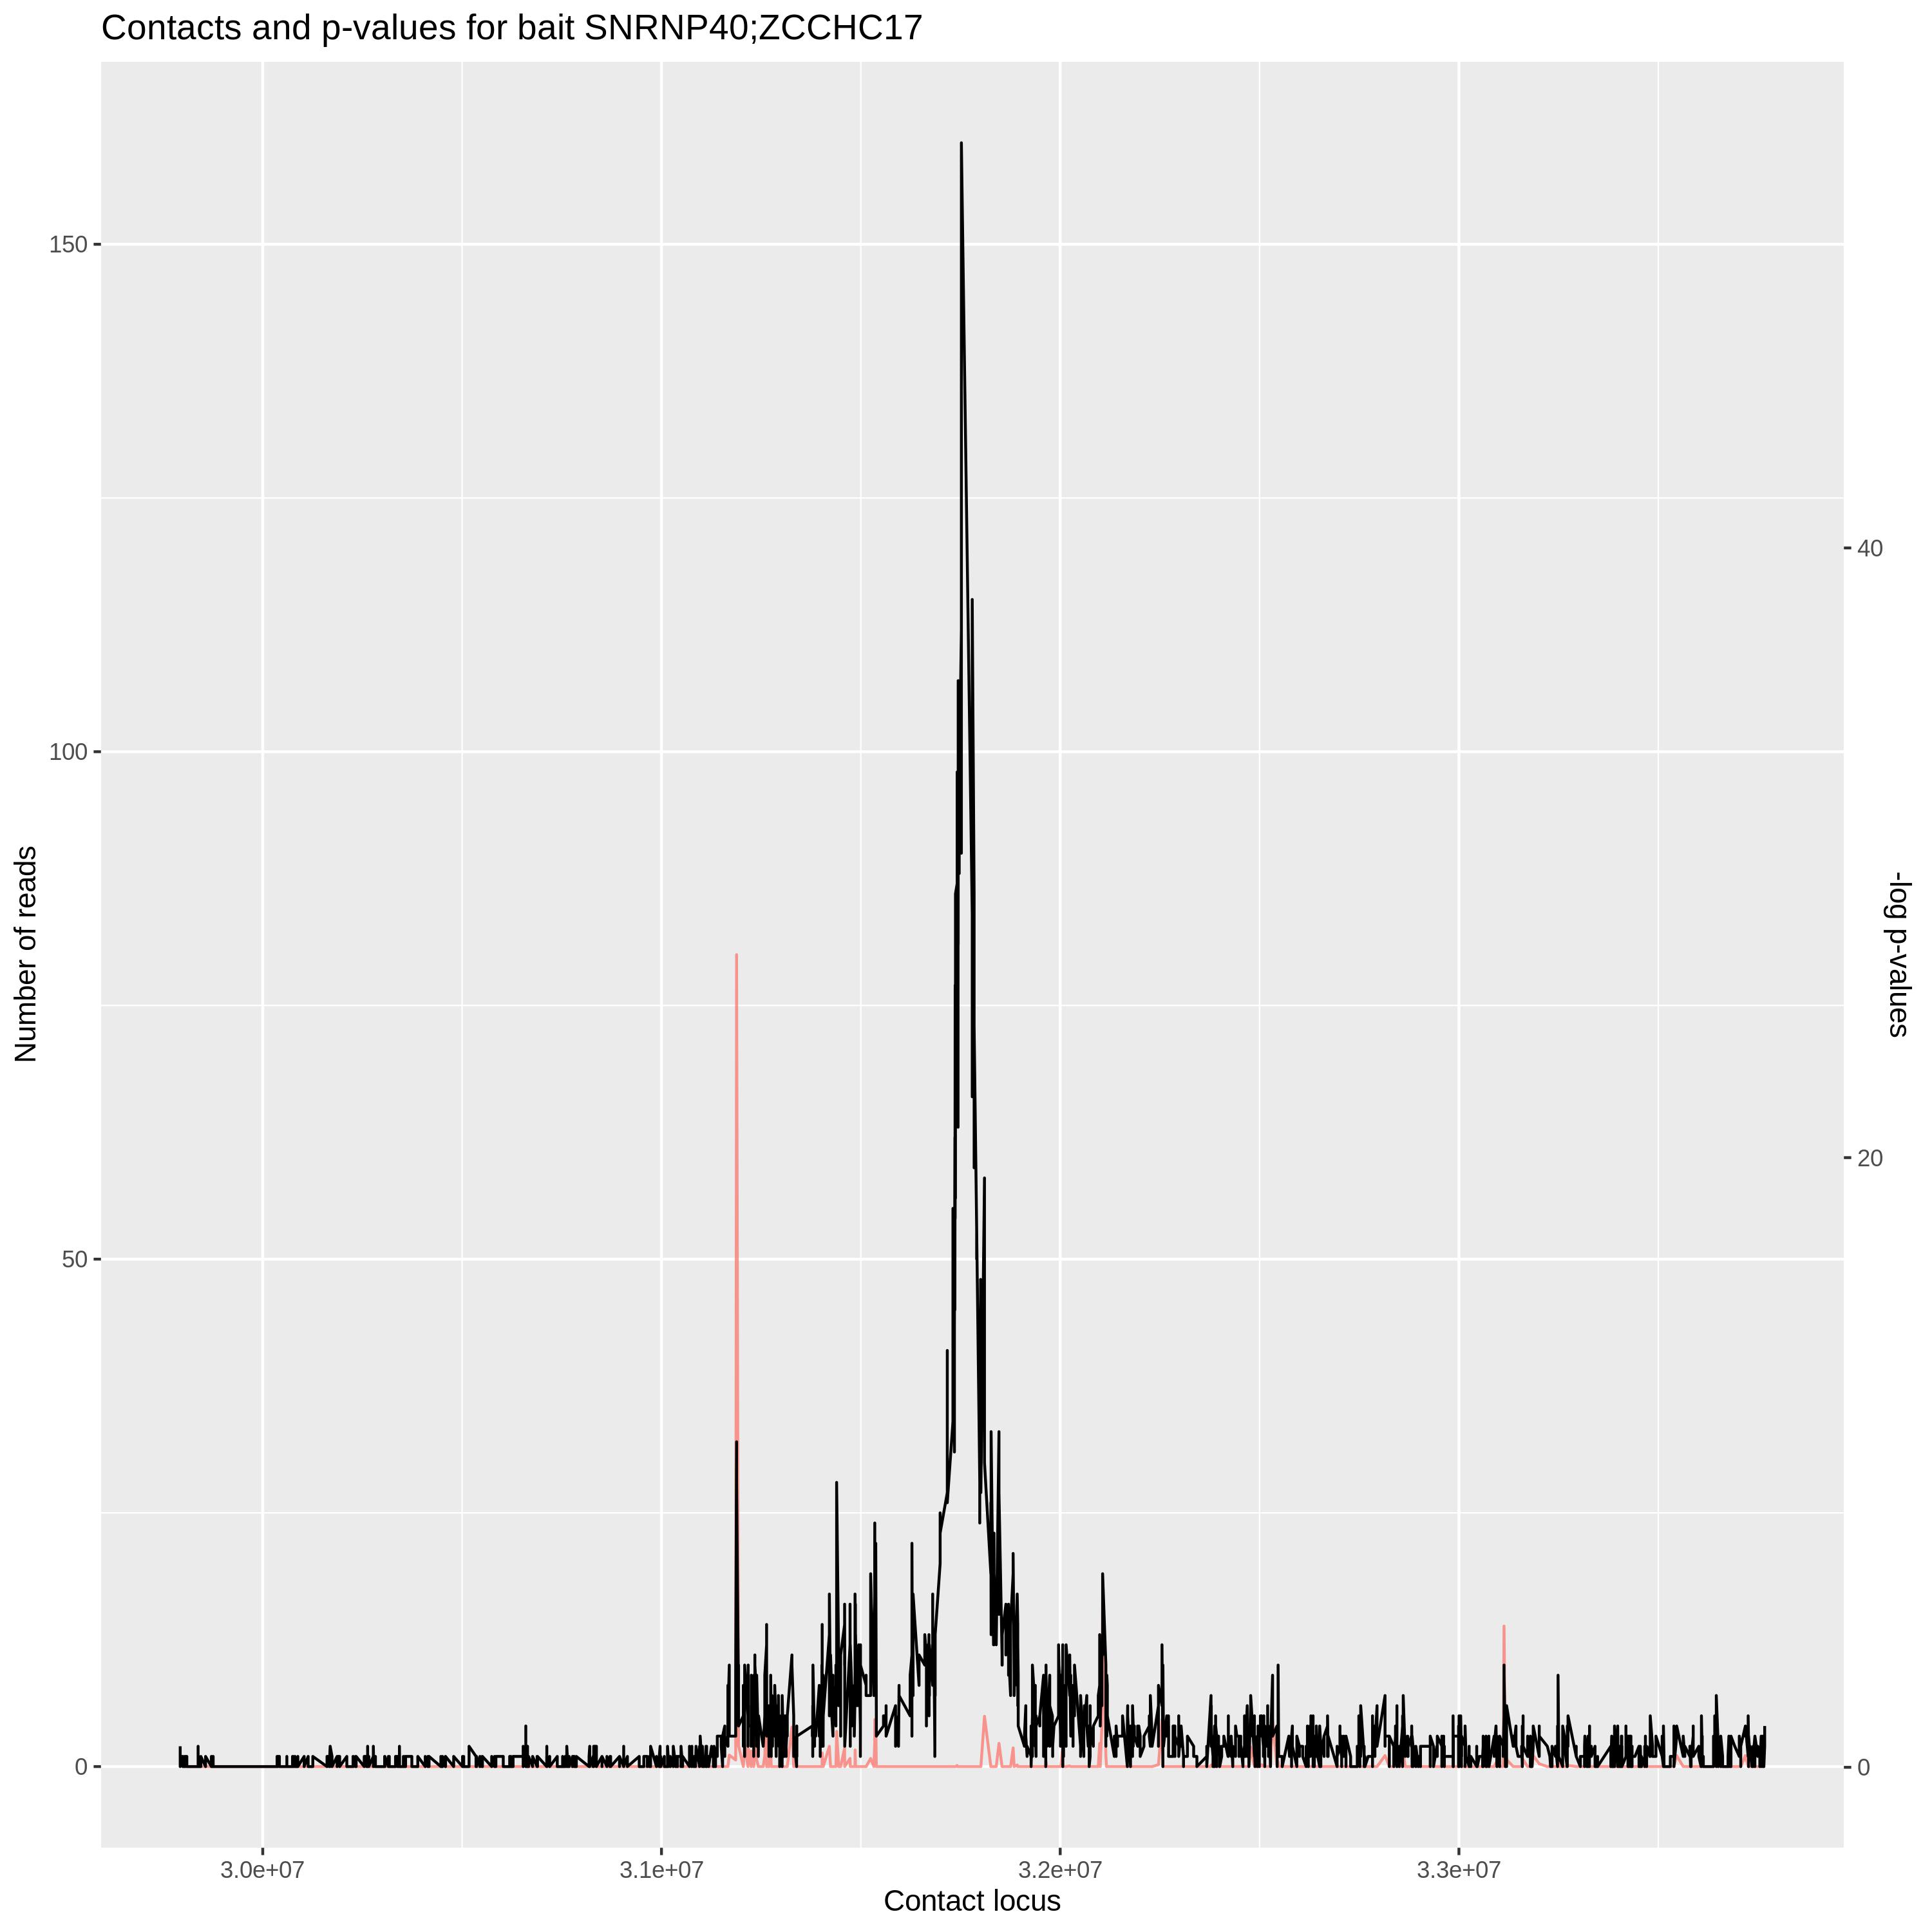 Contacts and p-values for bait SNRNP40;ZCCHC17
Number of reads
150
100
50
0
-log p-values
40
20
0
3.0e+07
3.1e+07
3.2e+07
3.3e+07
Contact locus